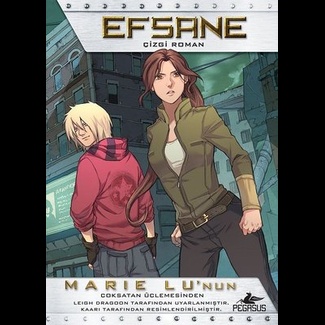 EFSANE
ÇİZGİ ROMAN
MARIE LU'NUN
ÇOKSATAN ÜÇLEMESİNDEN
LEIGH DRAGOON TARAFINDAN UYARLANMIŞTIR.
KAARI TARAFINDAN RESİMLENDİRİLMİŞTİR.
PEGASUS